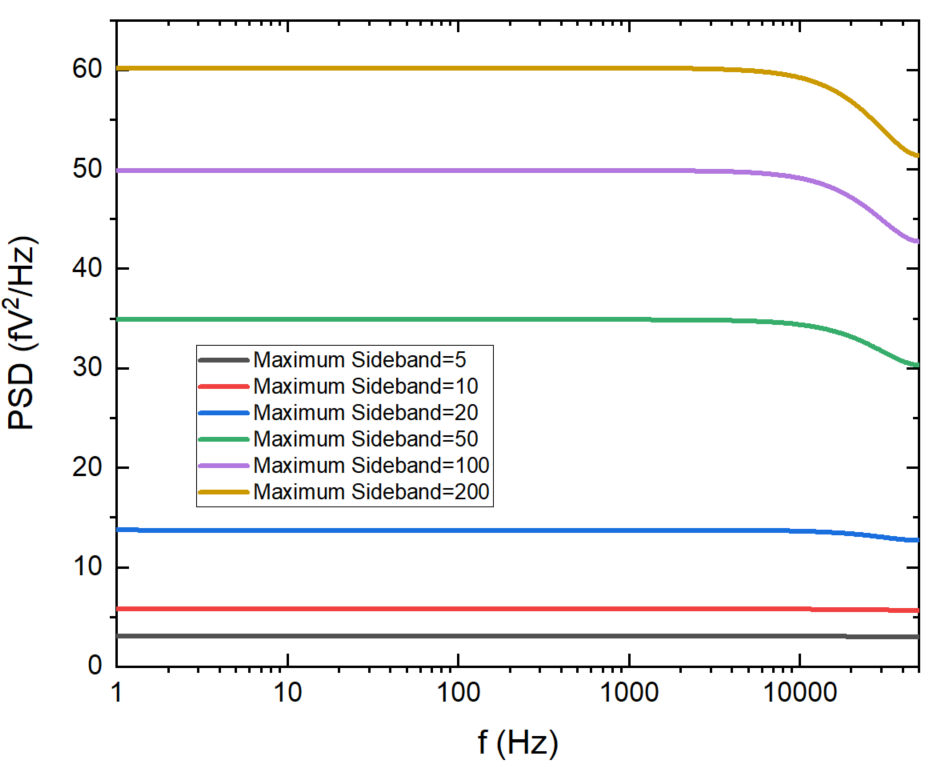 60
50
40
30
20
10
0
PSD (fV²/Hz)
Maximum Sideband=5
Maximum Sideband=10
Maximum Sideband=20
Maximum Sideband=50
Maximum Sideband=100
Maximum Sideband=200
1 10 100 1000 10000
f (Hz)